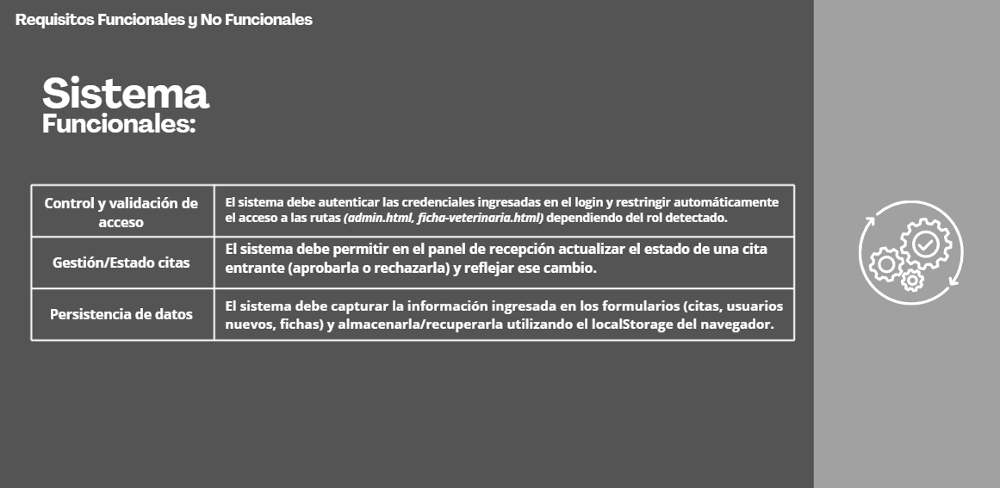 Requisitos Funcionales y No Funcionales
Sistema
Funcionales:
Control y validación de
acceso
El sistema debe autenticar las credenciales ingresadas en el login y restringir automáticamente
el acceso a las rutas (admin.html, ficha-veterinaria.html) dependiendo del rol detectado.
Gestión/Estado citas
El sistema debe permitir en el panel de recepción actualizar el estado de una cita
entrante (aprobarla o rechazarla) y reflejar ese cambio.
Persistencia de datos
El sistema debe capturar la información ingresada en los formularios (citas, usuarios
nuevos, fichas) y almacenarla/recuperarla utilizando el localStorage del navegador.